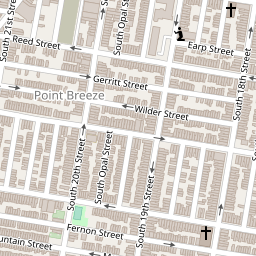 South 21st Street
Reed Street
South Opal Street
Earp Street
Gerritt Street
Point Breeze
Wilder Street
South 18th Street
South 20th Street
South Opal Street
South 19th Street
Fernon Street
Mountain Street